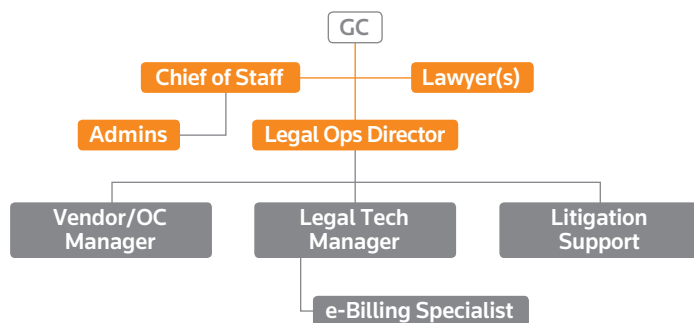 GC
Chief of Staff
Lawyer(s)
Admins
Legal Ops Director
Vendor/OC
Manager
Legal Tech
Manager
Litigation
Support
e-Billing Specialist